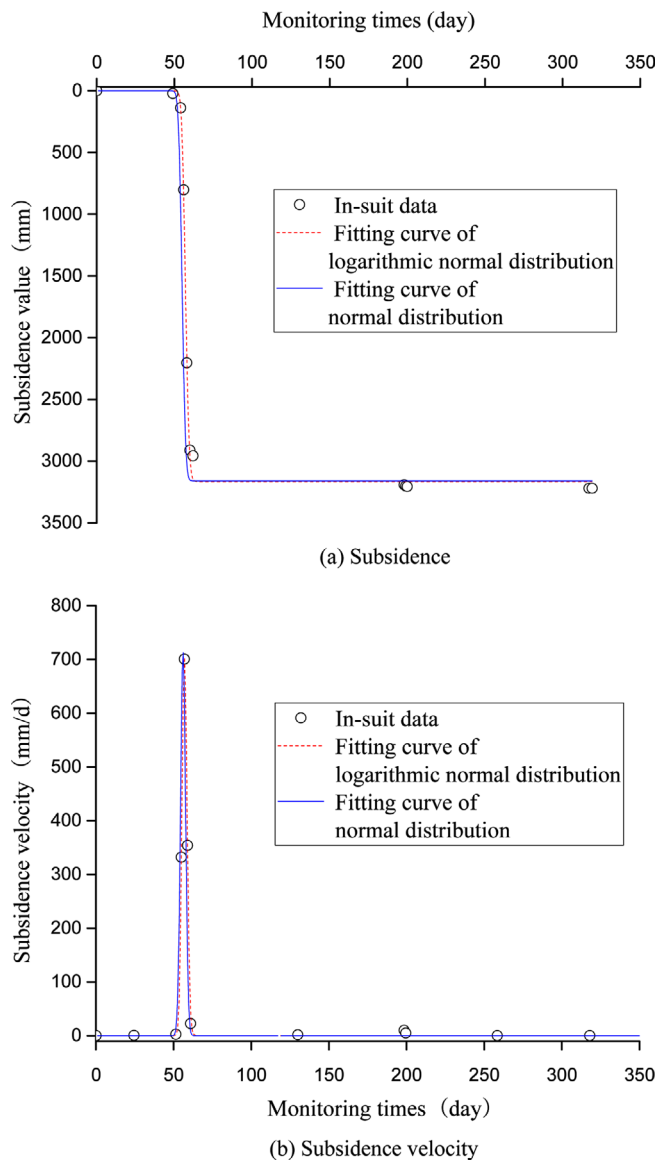 Monitoring times (day)
0 50 100 150 200 250 300 350
0
500
1000
1500
2000
2500
3000
3500
Subsidence value（mm）
In-suit data
Fitting curve of
logarithmic normal distribution
Fitting curve of
normal distribution
(a) Subsidence
800
700
600
500
400
300
200
100
0
Subsidence velocity（mm/d）
In-suit data
Fitting curve of
logarithmic normal distribution
Fitting curve of
normal distribution
0 50 100 150 200 250 300 350
Monitoring times（day）
(b) Subsidence velocity